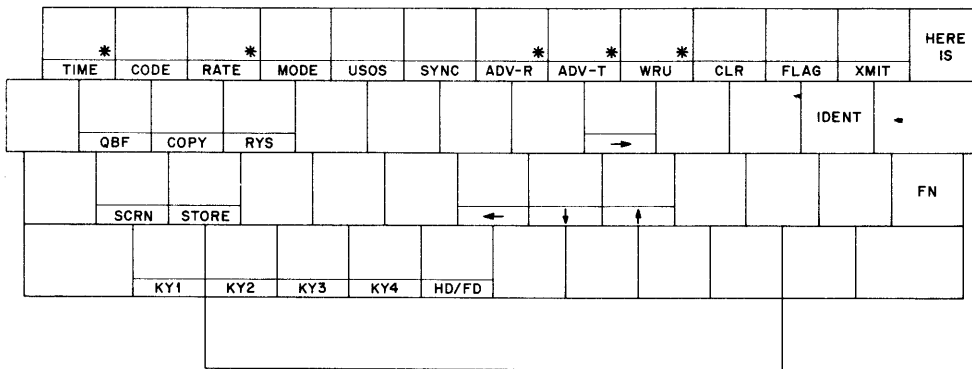 * * * * * HERE IS
TIME CODE RATE MODE USOS SYNC ADV-R ADV-T WRU CLR FLAG XMIT
IDENT
QBF COPY RYS →
FN
SCRN STORE ← ↓ ↑
KY1 KY2 KY3 KY4 HD/FD